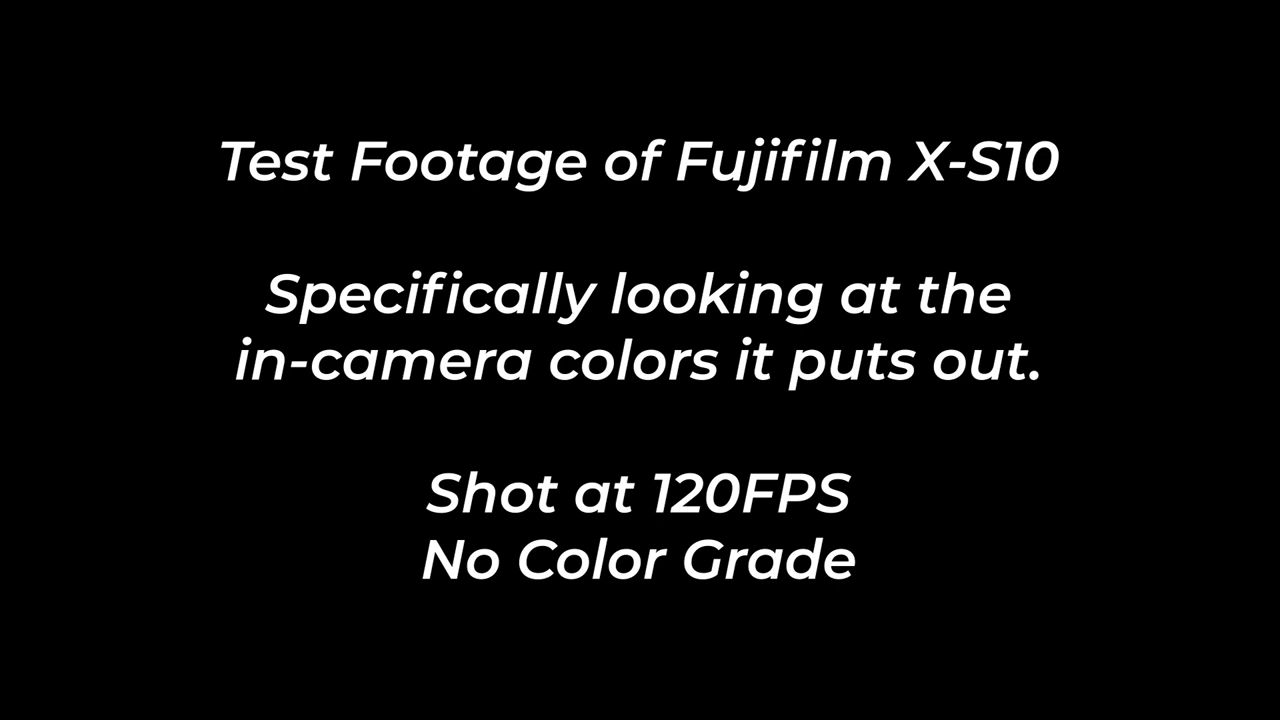 Test Footage of Fujifilm X-S10
Specifically looking at the
in-camera colors it puts out.
Shot at 120FPS
No Color Grade